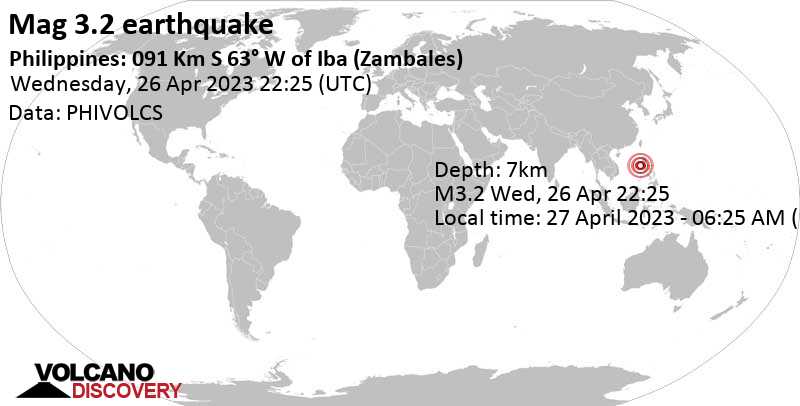 Mag 3.2 earthquake
Philippines: 091 Km S 63° W of Iba (Zambales)
Wednesday, 26 Apr 2023 22:25 (UTC)
Data: PHIVOLCS
Depth: 7km
M3.2 Wed, 26 Apr 22:25
Local time: 27 April 2023 - 06:25 AM (
VOLCANO
DISCOVERY